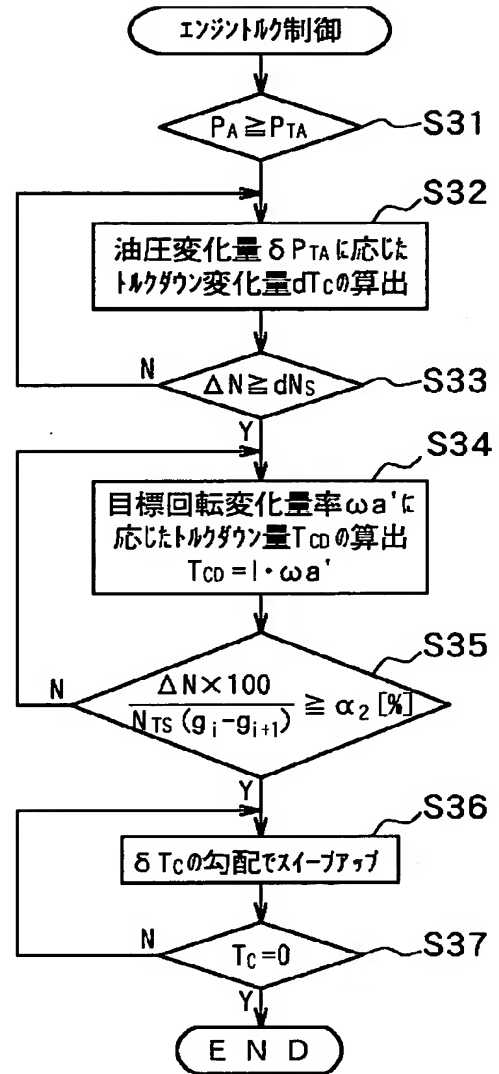 エンジントルク制御
PA≧PTA
S31
S32
油圧変化量δPTAに応じた
トルクダウン変化量dTcの算出
N
ΔN≧dNs
S33
Y
S34
目標回転変化量率ωa'に
応じたトルクダウン量TCDの算出
TCD=I・ωa'
S35
N
ΔN×100
NTS(gi-gi+1)
≧α2[%]
Y
S36
δTcの勾配でスイープアップ
N
Tc=0
S37
Y
END